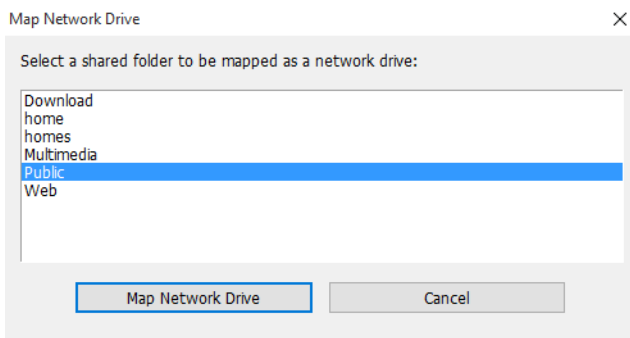 Map Network Drive
Select a shared folder to be mapped as a network drive:
Download
home
homes
Multimedia
Public
Web
Map Network Drive
Cancel